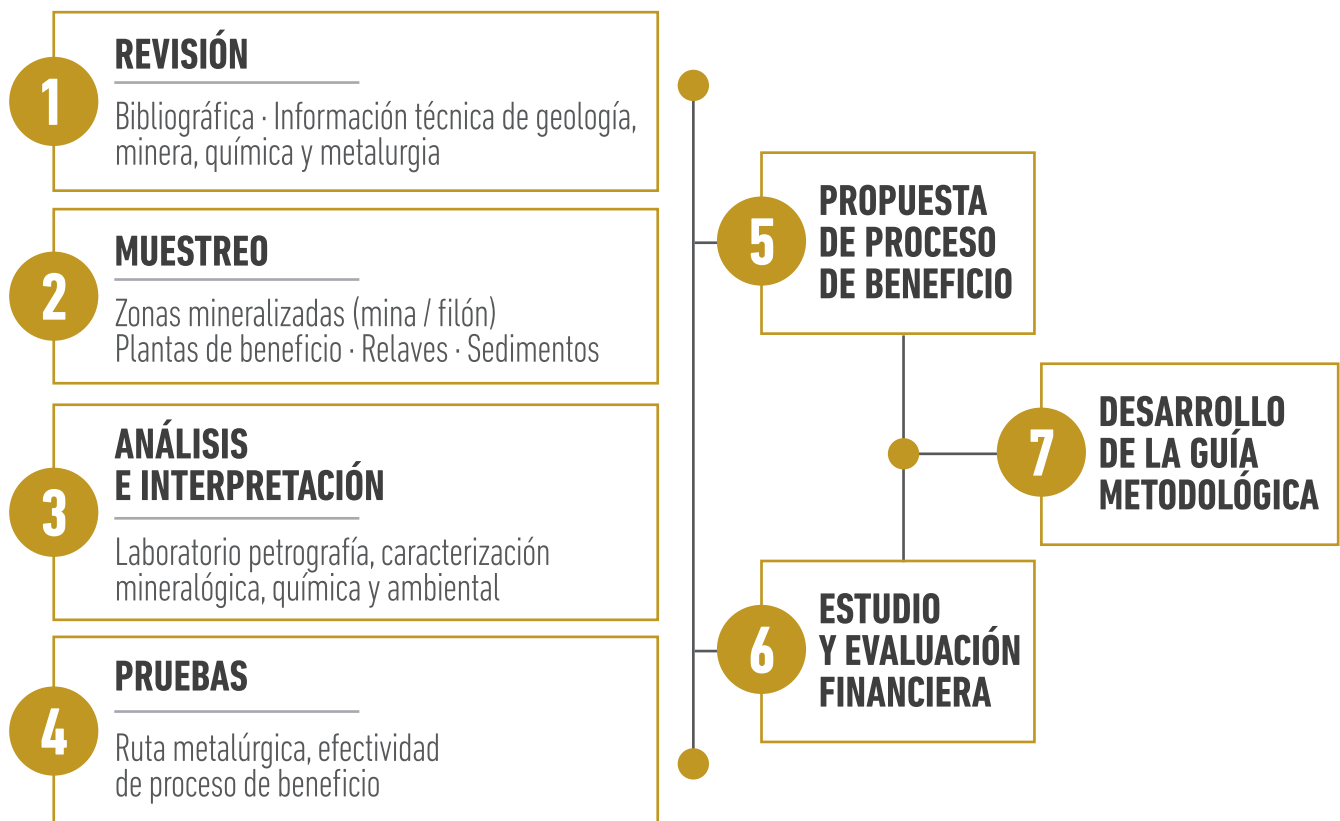 1
REVISIÓN
Bibliográfica · Información técnica de geología,
minera, química y metalurgia
2
MUESTREO
Zonas mineralizadas (mina / filón)
Plantas de beneficio · Relaves · Sedimentos
3
ANÁLISIS
E INTERPRETACIÓN
Laboratorio petrografía, caracterización
mineralógica, química y ambiental
4
PRUEBAS
Ruta metalúrgica, efectividad
de proceso de beneficio
5
PROPUESTA
DE PROCESO
DE BENEFICIO
6
ESTUDIO
Y EVALUACIÓN
FINANCIERA
7
DESARROLLO
DE LA GUÍA
METODOLÓGICA